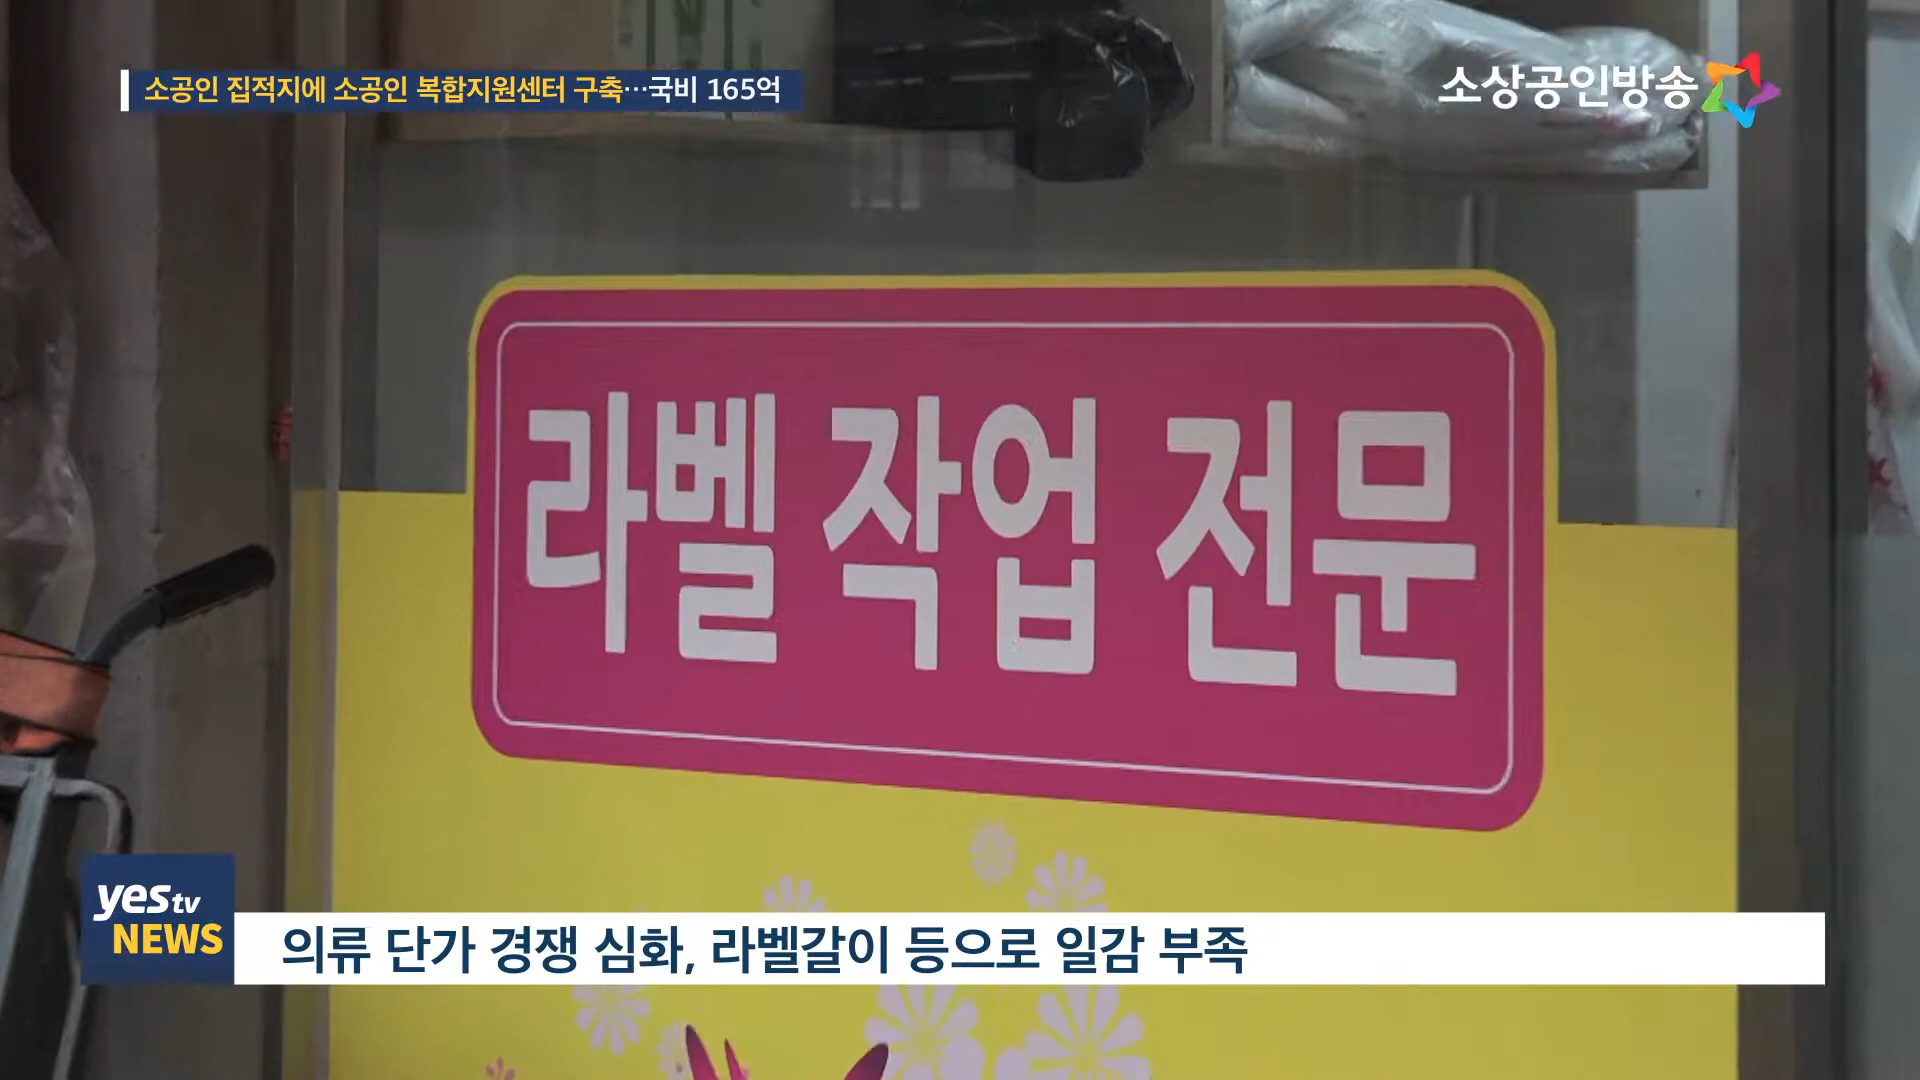 소공인 집적지에 소공인 복합지원센터 구축…국비 165억
소상공인방송
라벨 작업 전문
yes tv
NEWS
의류 단가 경쟁 심화, 라벨갈이 등으로 일감 부족